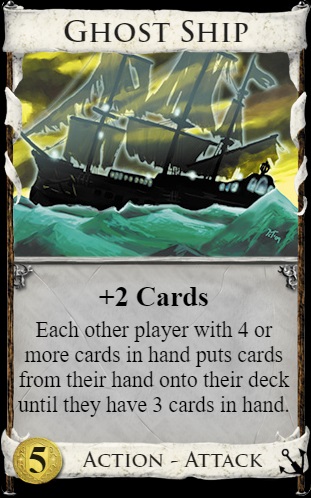 GHOST SHIP
+2 Cards
Each other player with 4 or
more cards in hand puts cards
from their hand onto their deck
until they have 3 cards in hand.
5 ACTION - ATTACK